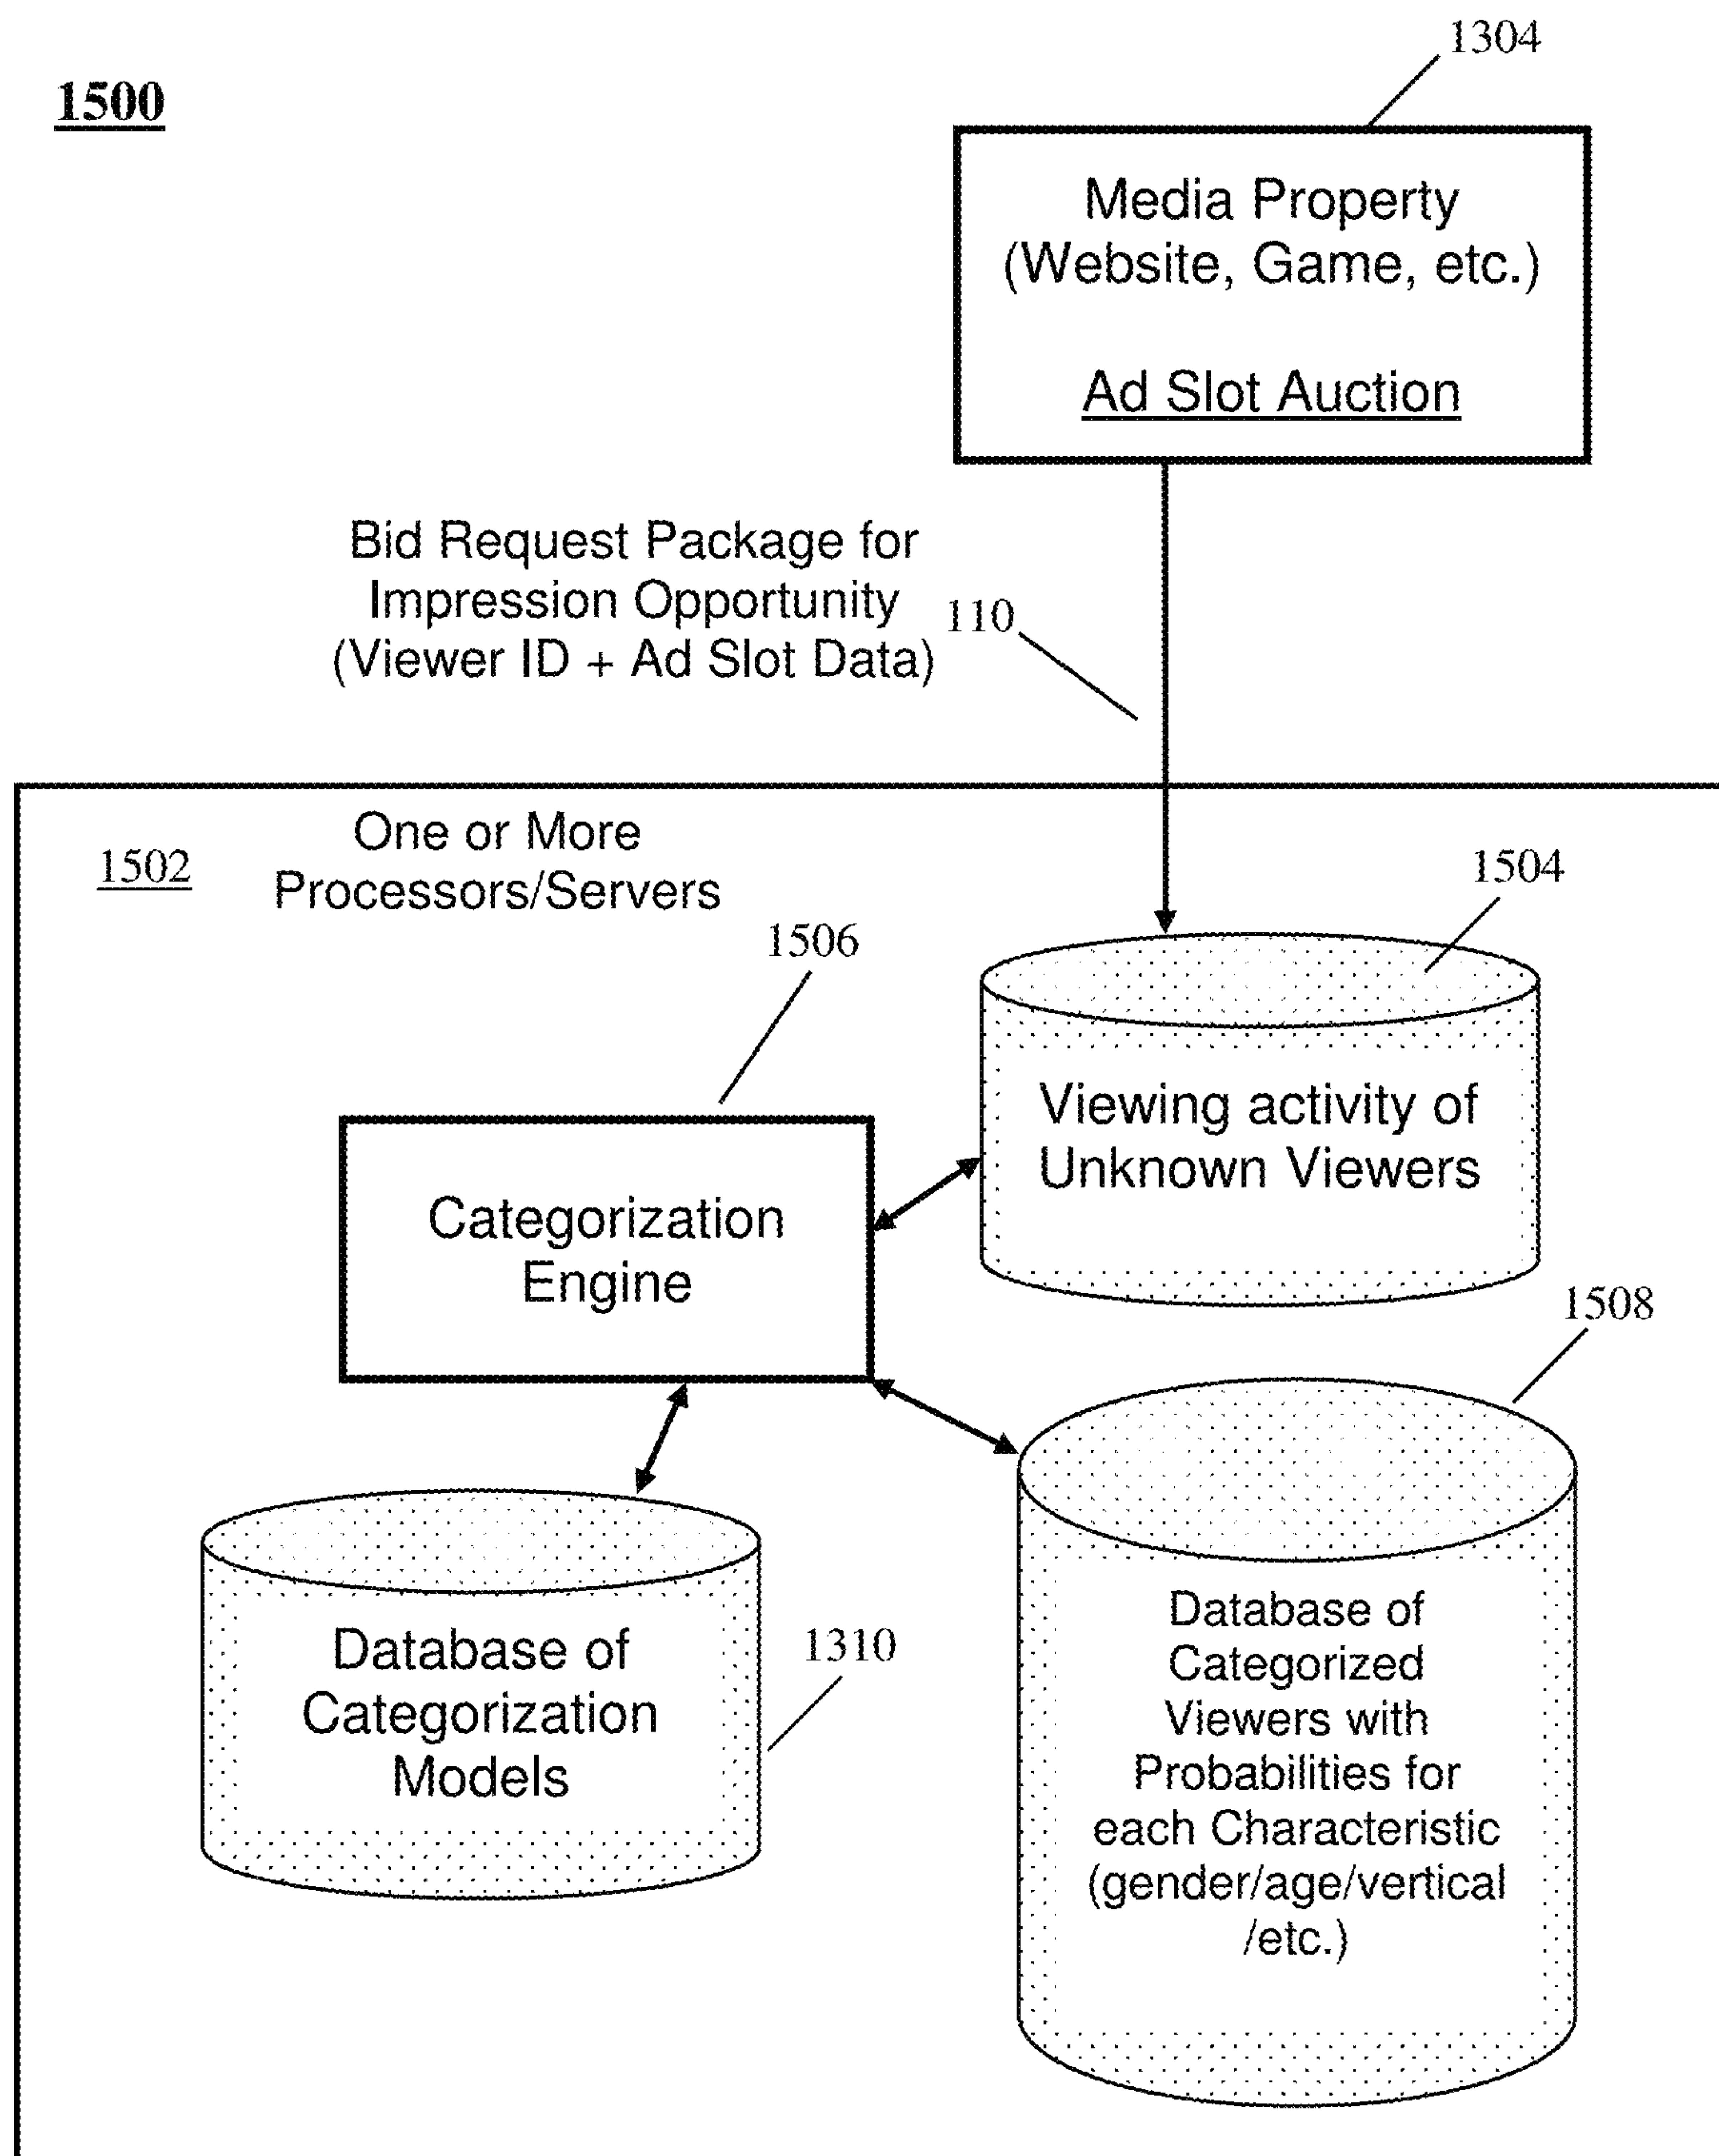 1500
1304
Media Property
(Website, Game, etc.)
Ad Slot Auction
Bid Request Package for
Impression Opportunity
(Viewer ID + Ad Slot Data)
110
1502
One or More
Processors/Servers
1504
1506
Viewing activity of
Unknown Viewers
Categorization
Engine
1508
Database of
Categorization
Models
1310
Database of
Categorized
Viewers with
Probabilities for
each Characteristic
(gender/age/vertical
/etc.)